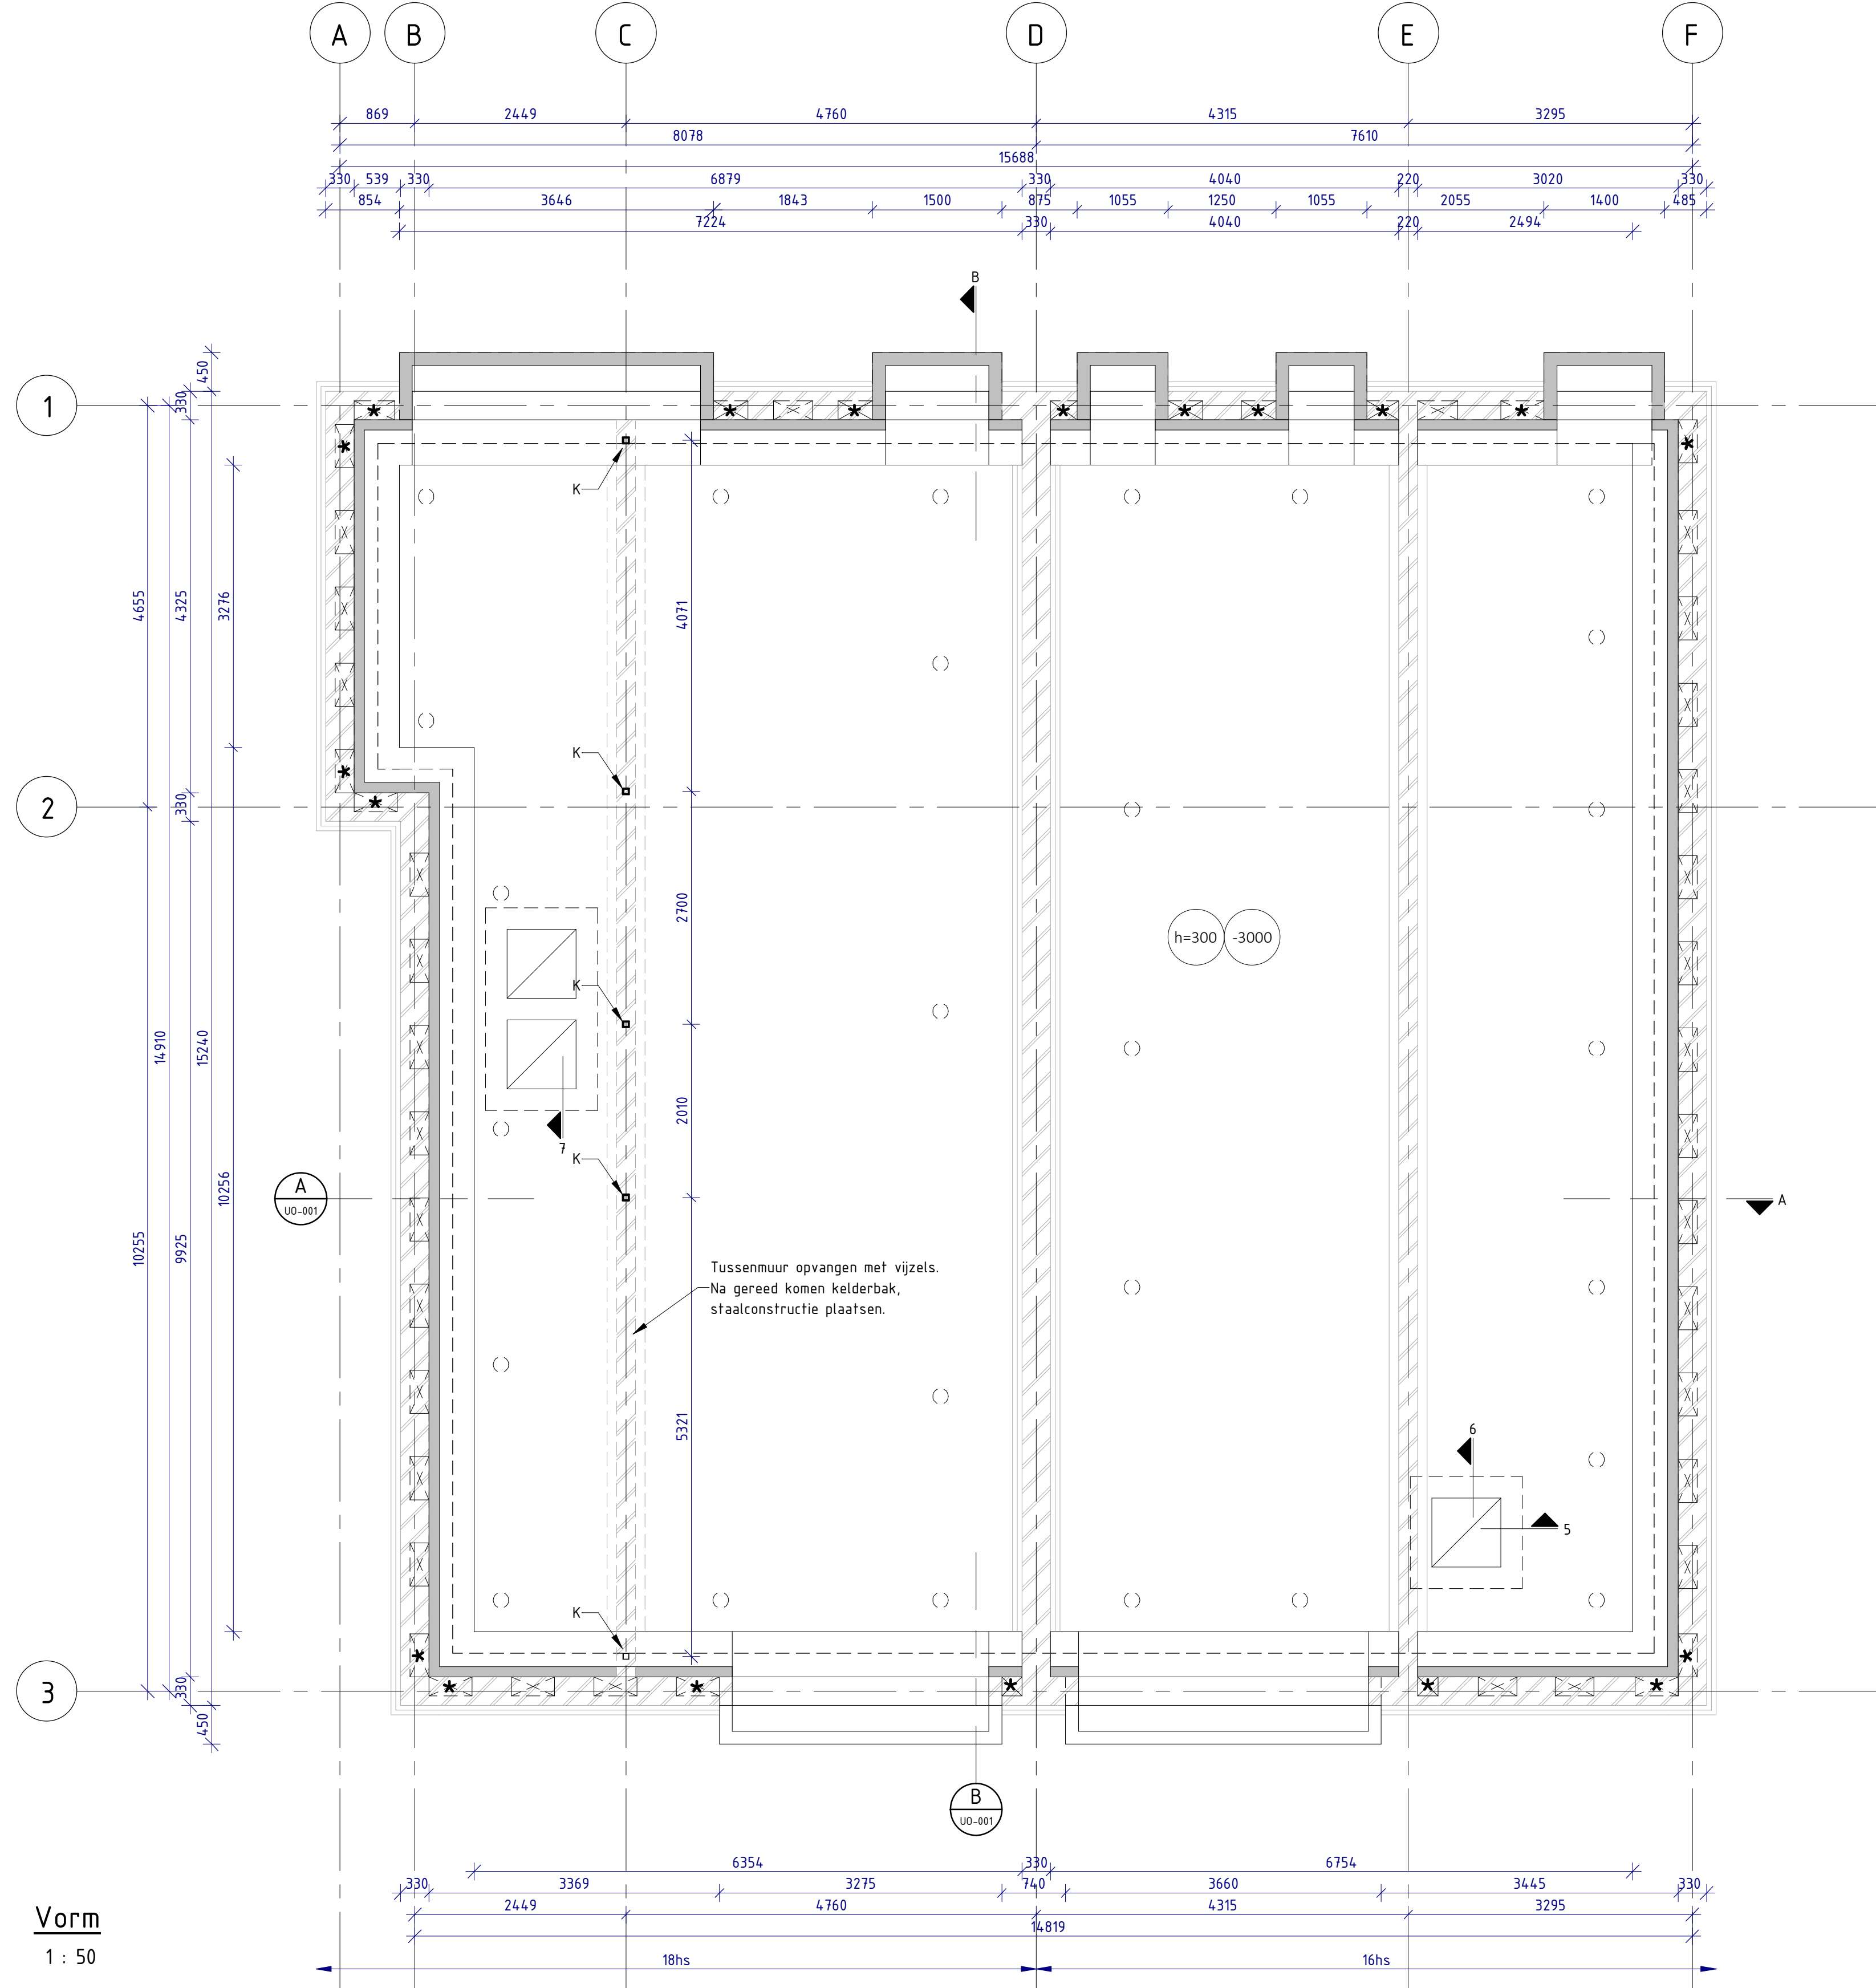 A B C D E F
869 2449 4760 4315 3295
8078 7610
15688
330 539 330 6879 330 4040 220 3020 330
854 3646 1843 1500 875 1055 1250 1055 2055 1400 485
7224 330 4040 220 2494
B
450
1
330
K
4655
4325
3276
4071
K
2
330
2700
h=300 -3000
K
14910
15240
2010
7
K
A
UO-001
A
10256
10255
9925
Tussenmuur opvangen met vijzels.
Na gereed komen kelderbak,
staalconstructie plaatsen.
5321
6
5
K
3
330
450
B
UO-001
6354 330 6754
330 3369 3275 740 3660 3445 330
2449 4760 4315 3295
14819
18hs 16hs
Vorm
1 : 50